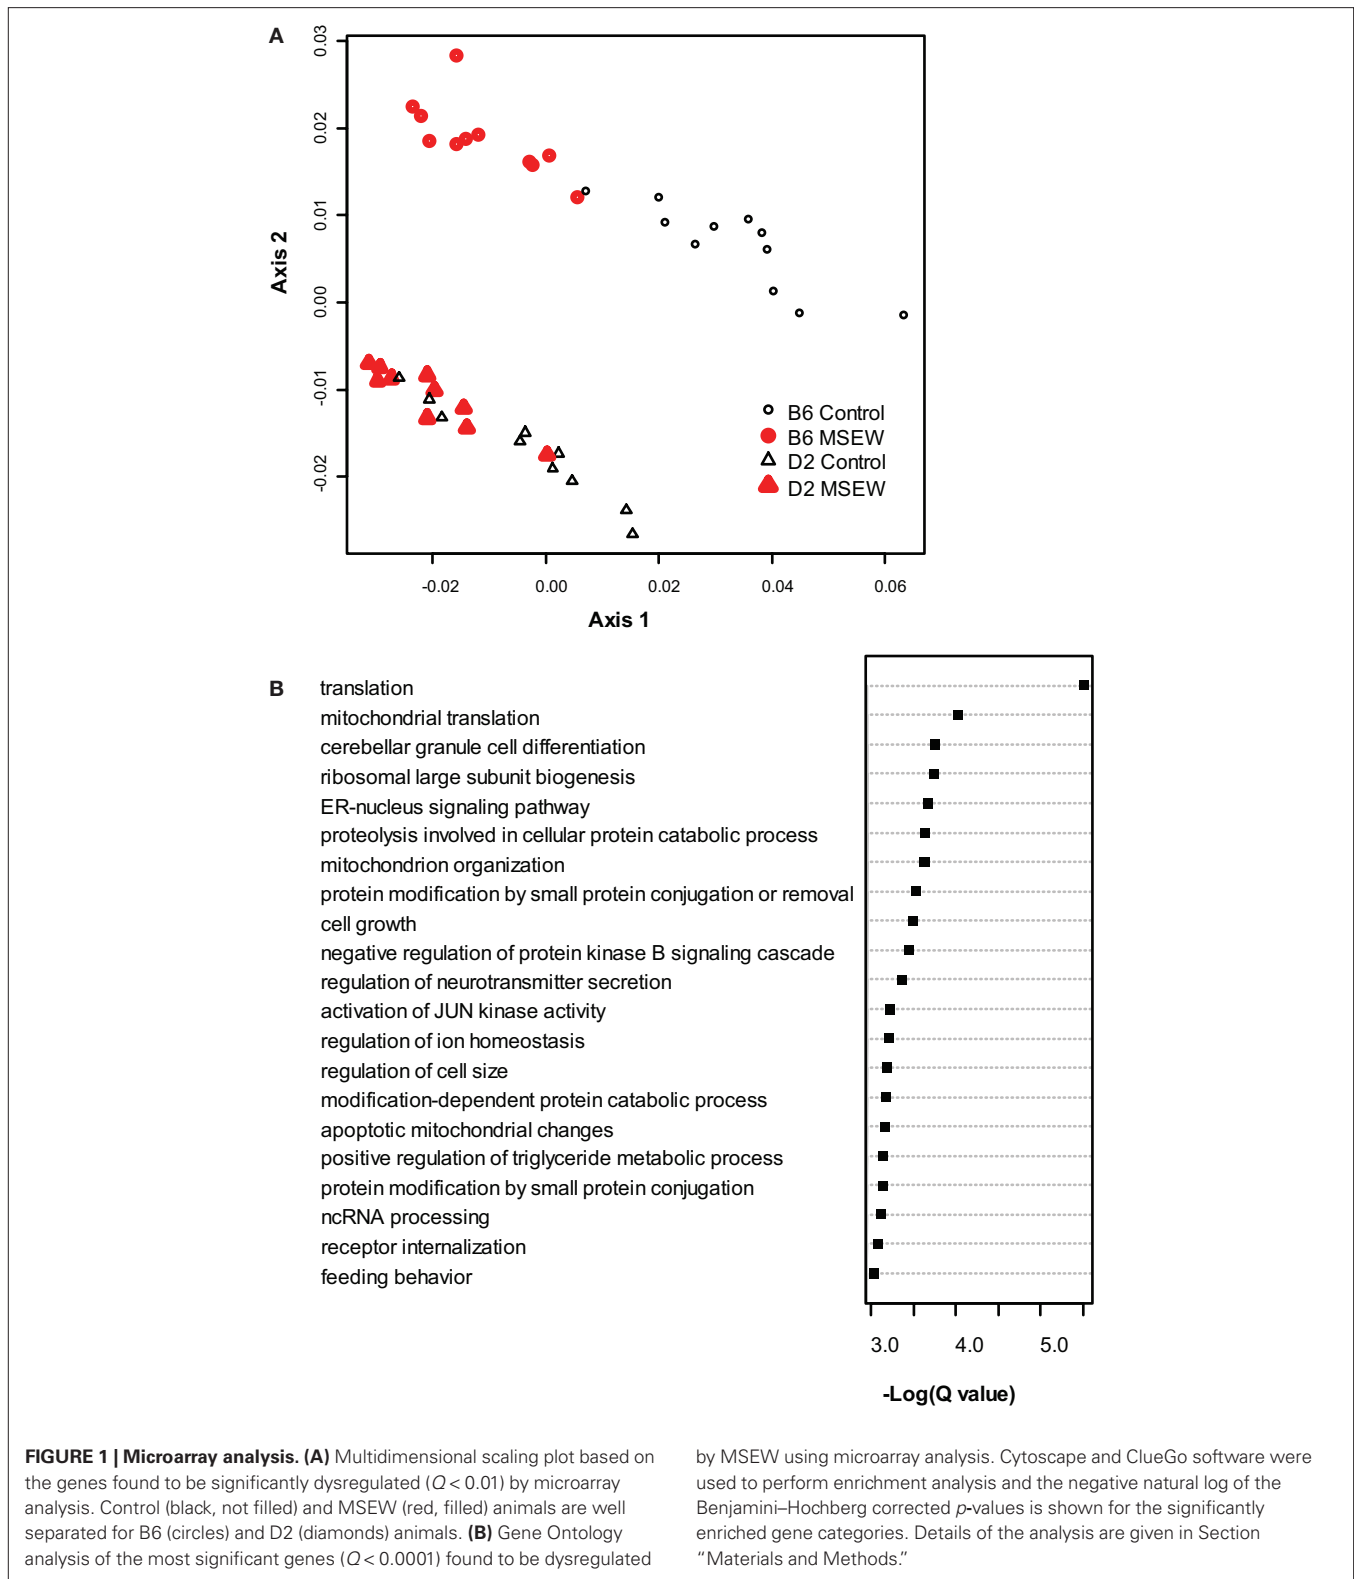 A
0.03
0.02
0.01
0.00
-0.01
-0.02
Axis 2
B6 Control
B6 MSEW
D2 Control
D2 MSEW
-0.02 0.00 0.02 0.04 0.06
Axis 1
B
translation
mitochondrial translation
cerebellar granule cell differentiation
ribosomal large subunit biogenesis
ER-nucleus signaling pathway
proteolysis involved in cellular protein catabolic process
mitochondrion organization
protein modification by small protein conjugation or removal
cell growth
negative regulation of protein kinase B signaling cascade
regulation of neurotransmitter secretion
activation of JUN kinase activity
regulation of ion homeostasis
regulation of cell size
modification-dependent protein catabolic process
apoptotic mitochondrial changes
positive regulation of triglyceride metabolic process
protein modification by small protein conjugation
ncRNA processing
receptor internalization
feeding behavior
3.0 4.0 5.0
-Log(Q value)
FIGURE 1 | Microarray analysis. (A) Multidimensional scaling plot based on
the genes found to be significantly dysregulated (Q < 0.01) by microarray
analysis. Control (black, not filled) and MSEW (red, filled) animals are well
separated for B6 (circles) and D2 (diamonds) animals. (B) Gene Ontology
analysis of the most significant genes (Q < 0.0001) found to be dysregulated
by MSEW using microarray analysis. Cytoscape and ClueGo software were
used to perform enrichment analysis and the negative natural log of the
Benjamini–Hochberg corrected p-values is shown for the significantly
enriched gene categories. Details of the analysis are given in Section
“Materials and Methods.”